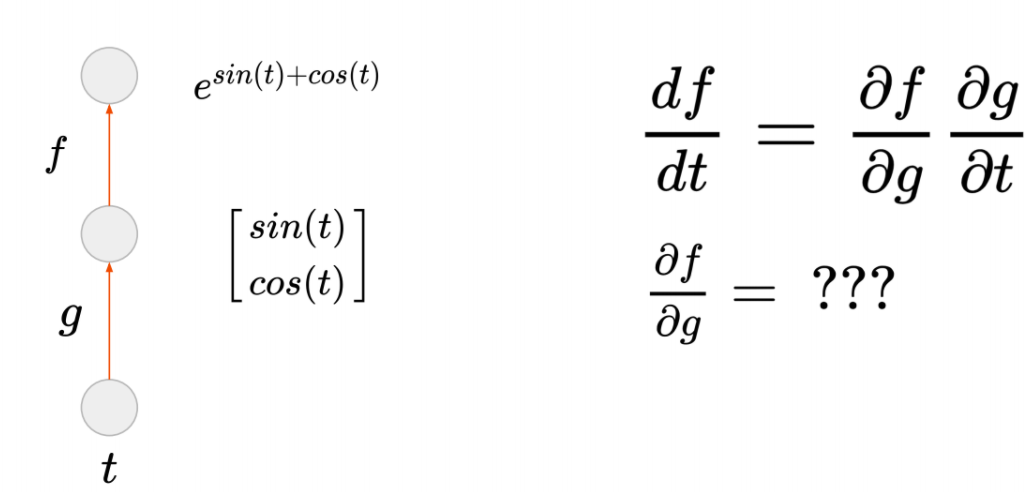 e^{sin(t)+cos(t)}
f
[sin(t)
cos(t)]
g
t
df/dt = ∂f/∂g ∂g/∂t
∂f/∂g = ???